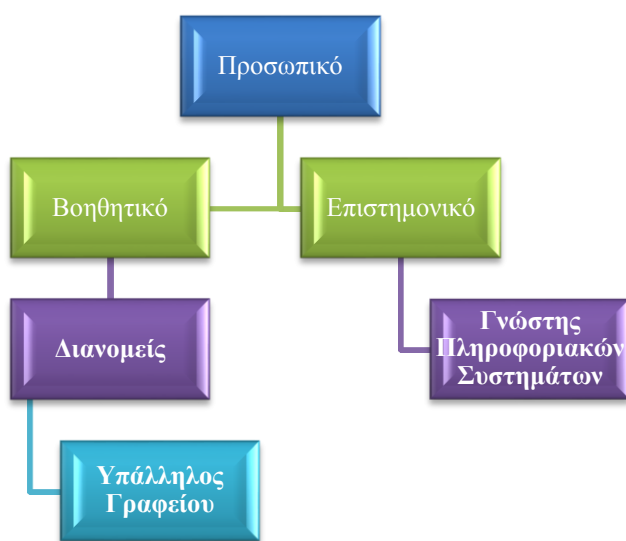 Προσωπικό
Βοηθητικό
Επιστημονικό
Διανομείς
Γνώστης
Πληροφοριακών
Συστημάτων
Υπάλληλος
Γραφείου